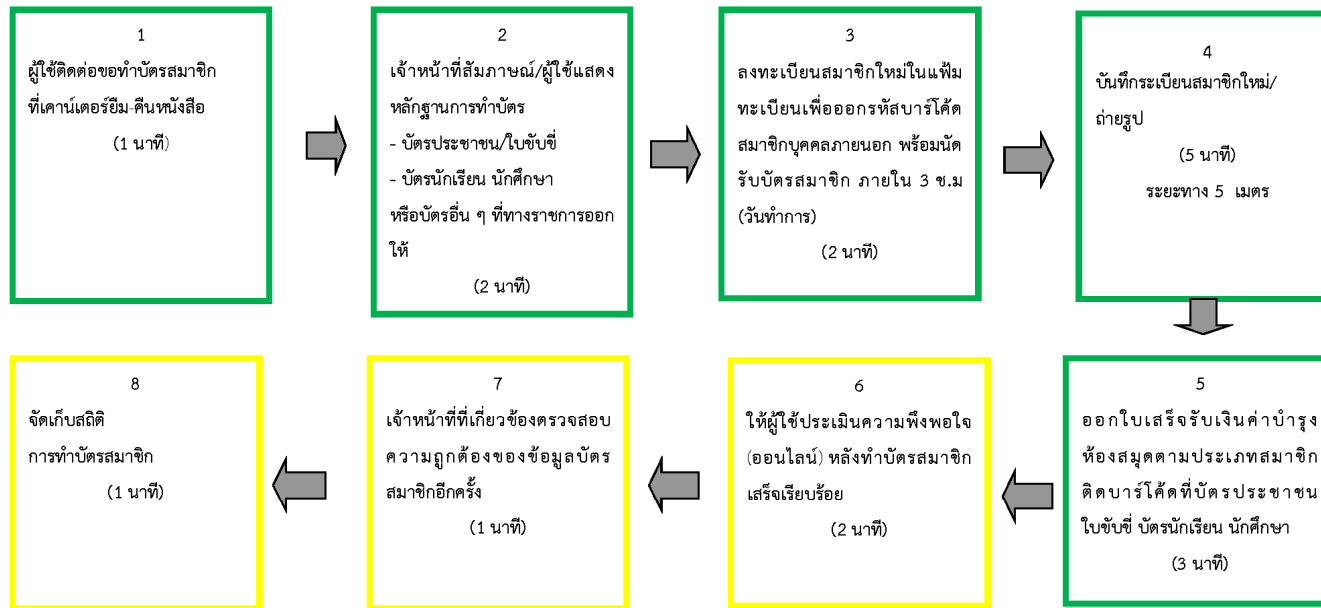 1
ผู้ใช้ติดต่อขอทำบัตรสมาชิก
ที่เคาน์เตอร์ยืม-คืนหนังสือ
(1 นาที)
2
เจ้าหน้าที่สัมภาษณ์/ผู้ใช้แสดง
หลักฐานการทำบัตร
- บัตรประชาชน/ใบขับขี่
- บัตรนักเรียน นักศึกษา
หรือบัตรอื่น ๆ ที่ทางราชการออก
ให้
(2 นาที)
3
ลงทะเบียนสมาชิกใหม่ในแฟ้ม
ทะเบียนเพื่อออกรหัสบาร์โค้ด
สมาชิกบุคคลภายนอก พร้อมนัด
รับบัตรสมาชิก ภายใน 3 ช.ม
(วันทำการ)
(2 นาที)
4
บันทึกระเบียนสมาชิกใหม่/
ถ่ายรูป
(5 นาที)
ระยะทาง 5 เมตร
5
ออกใบเสร็จรับเงินค่าบำรุง
ห้องสมุดตามประเภทสมาชิก
ติดบาร์โค้ดที่บัตรประชาชน
ใบขับขี่ บัตรนักเรียน นักศึกษา
(3 นาที)
6
ให้ผู้ใช้ประเมินความพึงพอใจ
(ออนไลน์) หลังทำบัตรสมาชิก
เสร็จเรียบร้อย
(2 นาที)
7
เจ้าหน้าที่ที่เกี่ยวข้องตรวจสอบ
ความถูกต้องของข้อมูลบัตร
สมาชิกอีกครั้ง
(1 นาที)
8
จัดเก็บสถิติ
การทำบัตรสมาชิก
(1 นาที)